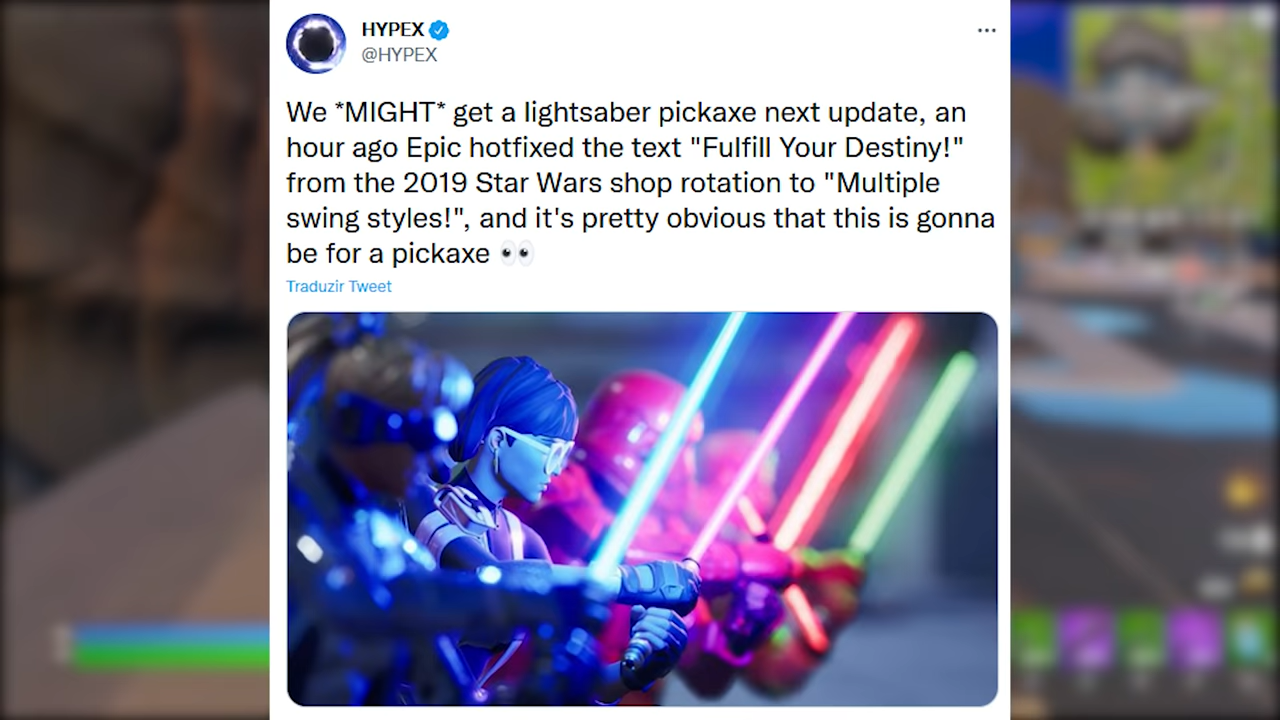 HYPEX
@HYPEX
We *MIGHT* get a lightsaber pickaxe next update, an
hour ago Epic hotfixed the text "Fulfill Your Destiny!"
from the 2019 Star Wars shop rotation to "Multiple
swing styles!", and it's pretty obvious that this is gonna
be for a pickaxe 👀
Traduzir Tweet